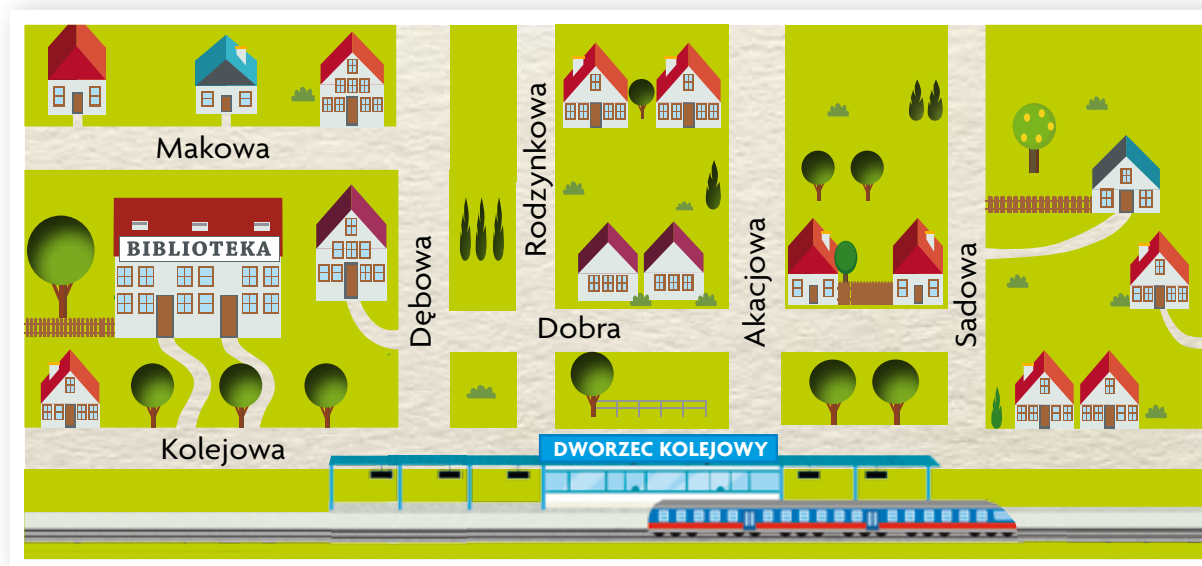 Makowa
BIBLIOTEKA
Dębowa
Rodzynkowa
Dobra
Akacjowa
Sadowa
Kolejowa
DWORZEC KOLEJOWY